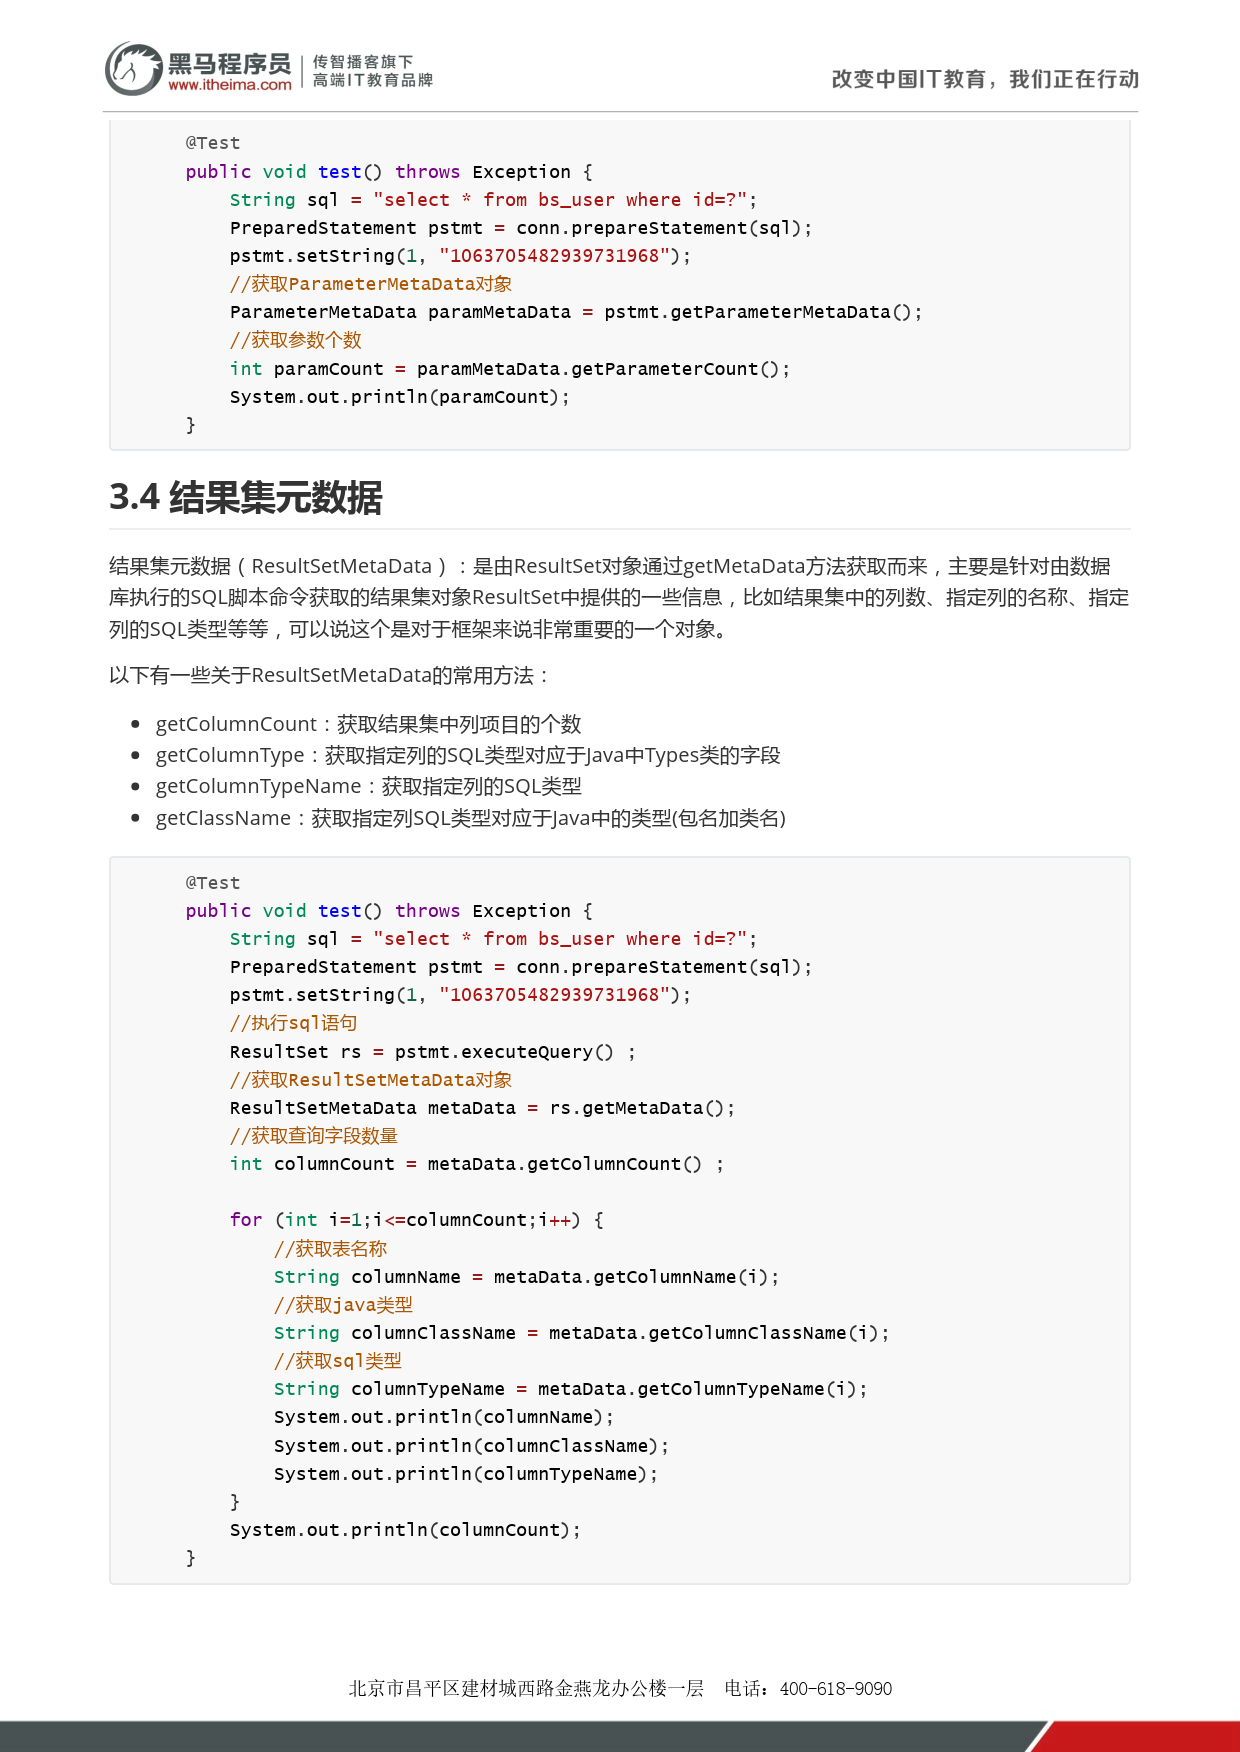 黑马程序员
www.itheima.com
传智播客旗下
高端IT教育品牌
改变中国IT教育，我们正在行动
@Test
public void test() throws Exception {
    String sql = "select * from bs_user where id=?";
    PreparedStatement pstmt = conn.prepareStatement(sql);
    pstmt.setString(1, "1063705482939731968");
    //获取ParameterMetaData对象
    ParameterMetaData paramMetaData = pstmt.getParameterMetaData();
    //获取参数个数
    int paramCount = paramMetaData.getParameterCount();
    System.out.println(paramCount);
}
3.4 结果集元数据
结果集元数据（ResultSetMetaData）：是由ResultSet对象通过getMetaData方法获取而来，主要是针对由数据
库执行的SQL脚本命令获取的结果集对象ResultSet中提供的一些信息，比如结果集中的列数、指定列的名称、指定
列的SQL类型等等，可以说这个是对于框架来说非常重要的一个对象。
以下有一些关于ResultSetMetaData的常用方法：
• getColumnCount：获取结果集中列项目的个数
• getColumnType：获取指定列的SQL类型对应于Java中Types类的字段
• getColumnTypeName：获取指定列的SQL类型
• getClassName：获取指定列SQL类型对应于Java中的类型(包名加类名)
@Test
public void test() throws Exception {
    String sql = "select * from bs_user where id=?";
    PreparedStatement pstmt = conn.prepareStatement(sql);
    pstmt.setString(1, "1063705482939731968");
    //执行sql语句
    ResultSet rs = pstmt.executeQuery() ;
    //获取ResultSetMetaData对象
    ResultSetMetaData metaData = rs.getMetaData();
    //获取查询字段数量
    int columnCount = metaData.getColumnCount() ;
    for (int i=1;i<=columnCount;i++) {
        //获取表名称
        String columnName = metaData.getColumnName(i);
        //获取java类型
        String columnClassName = metaData.getColumnClassName(i);
        //获取sql类型
        String columnTypeName = metaData.getColumnTypeName(i);
        System.out.println(columnName);
        System.out.println(columnClassName);
        System.out.println(columnTypeName);
    }
    System.out.println(columnCount);
}
北京市昌平区建材城西路金燕龙办公楼一层 电话：400-618-9090